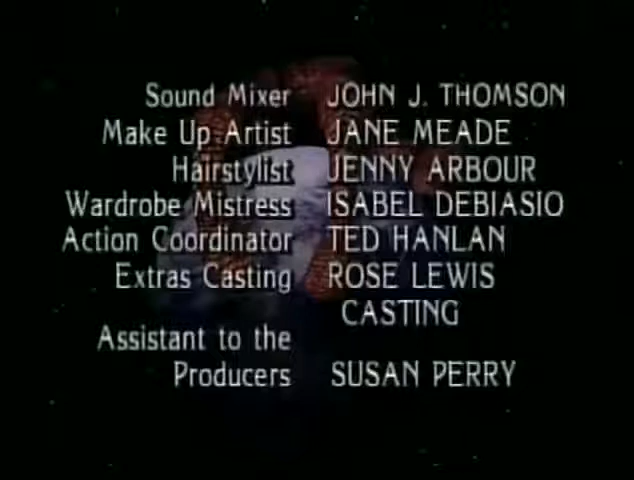 Sound Mixer JOHN J. THOMSON
Make Up Artist JANE MEADE
Hairstylist JENNY ARBOUR
Wardrobe Mistress ISABEL DEBIASIO
Action Coordinator TED HANLAN
Extras Casting ROSE LEWIS
CASTING
Assistant to the
Producers SUSAN PERRY